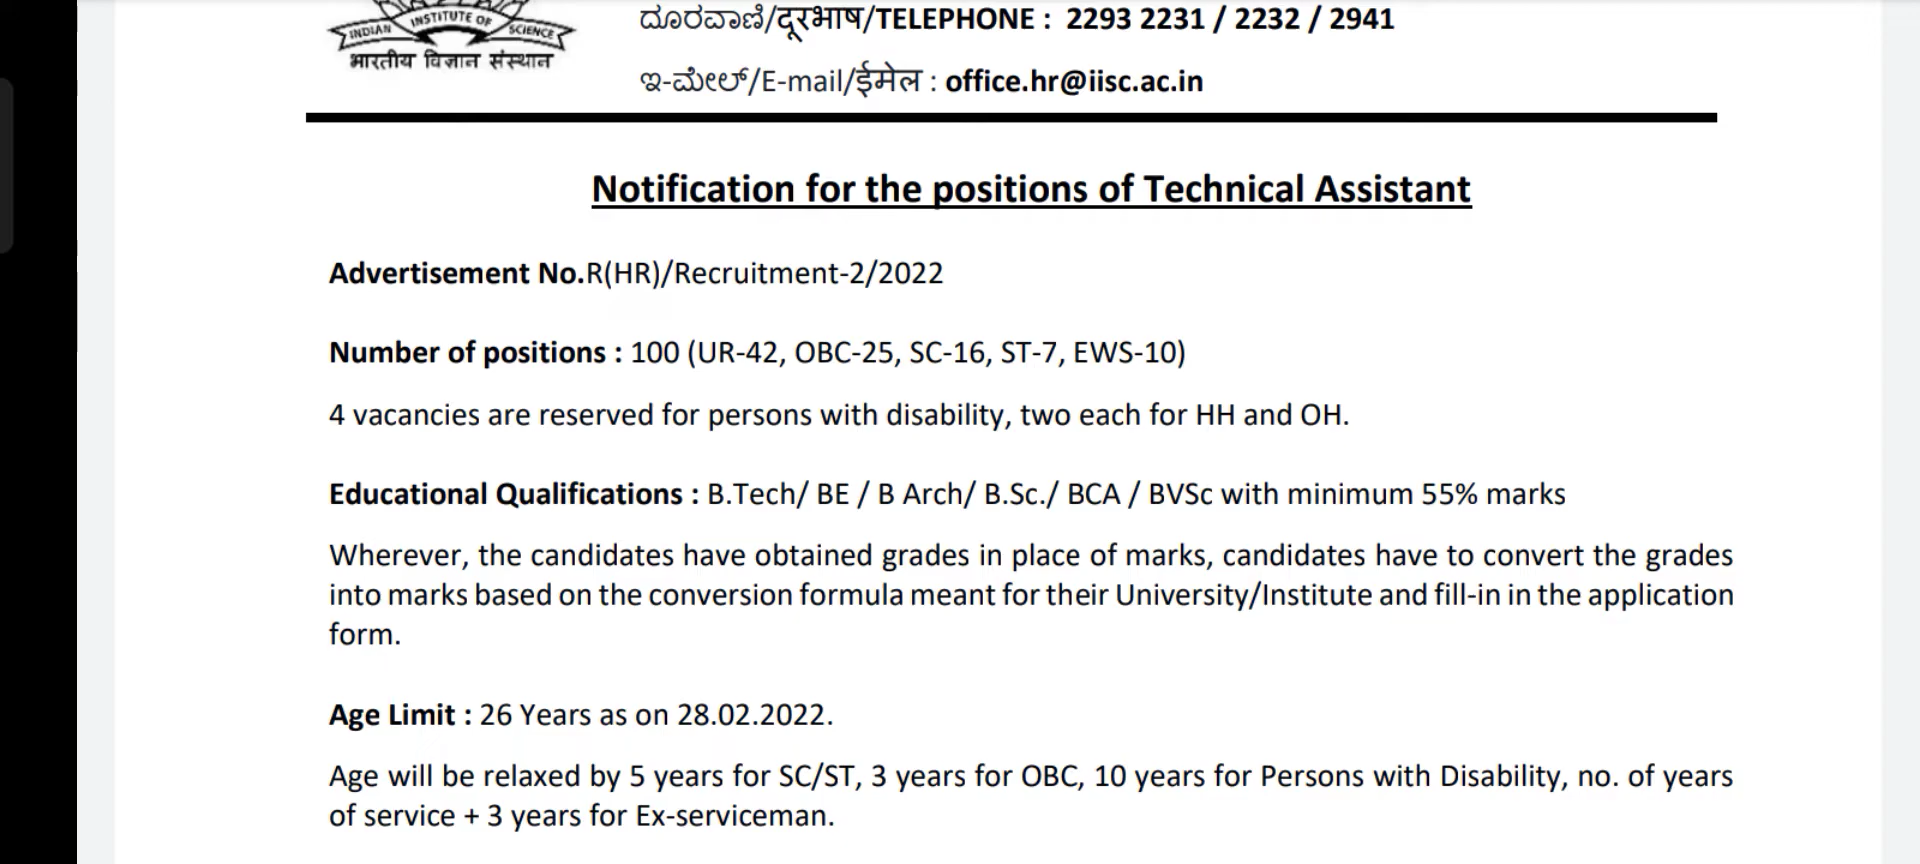 INDIAN INSTITUTE OF SCIENCE
भारतीय विज्ञान संस्थान
ದೂರವಾಣಿ/दूरभाष/TELEPHONE : 2293 2231 / 2232 / 2941
ಇ-ಮೇಲ್/E-mail/ईमेल : office.hr@iisc.ac.in
Notification for the positions of Technical Assistant
Advertisement No.R(HR)/Recruitment-2/2022
Number of positions : 100 (UR-42, OBC-25, SC-16, ST-7, EWS-10)
4 vacancies are reserved for persons with disability, two each for HH and OH.
Educational Qualifications : B.Tech/ BE / B Arch/ B.Sc./ BCA / BVSc with minimum 55% marks
Wherever, the candidates have obtained grades in place of marks, candidates have to convert the grades
into marks based on the conversion formula meant for their University/Institute and fill-in in the application
form.
Age Limit : 26 Years as on 28.02.2022.
Age will be relaxed by 5 years for SC/ST, 3 years for OBC, 10 years for Persons with Disability, no. of years
of service + 3 years for Ex-serviceman.